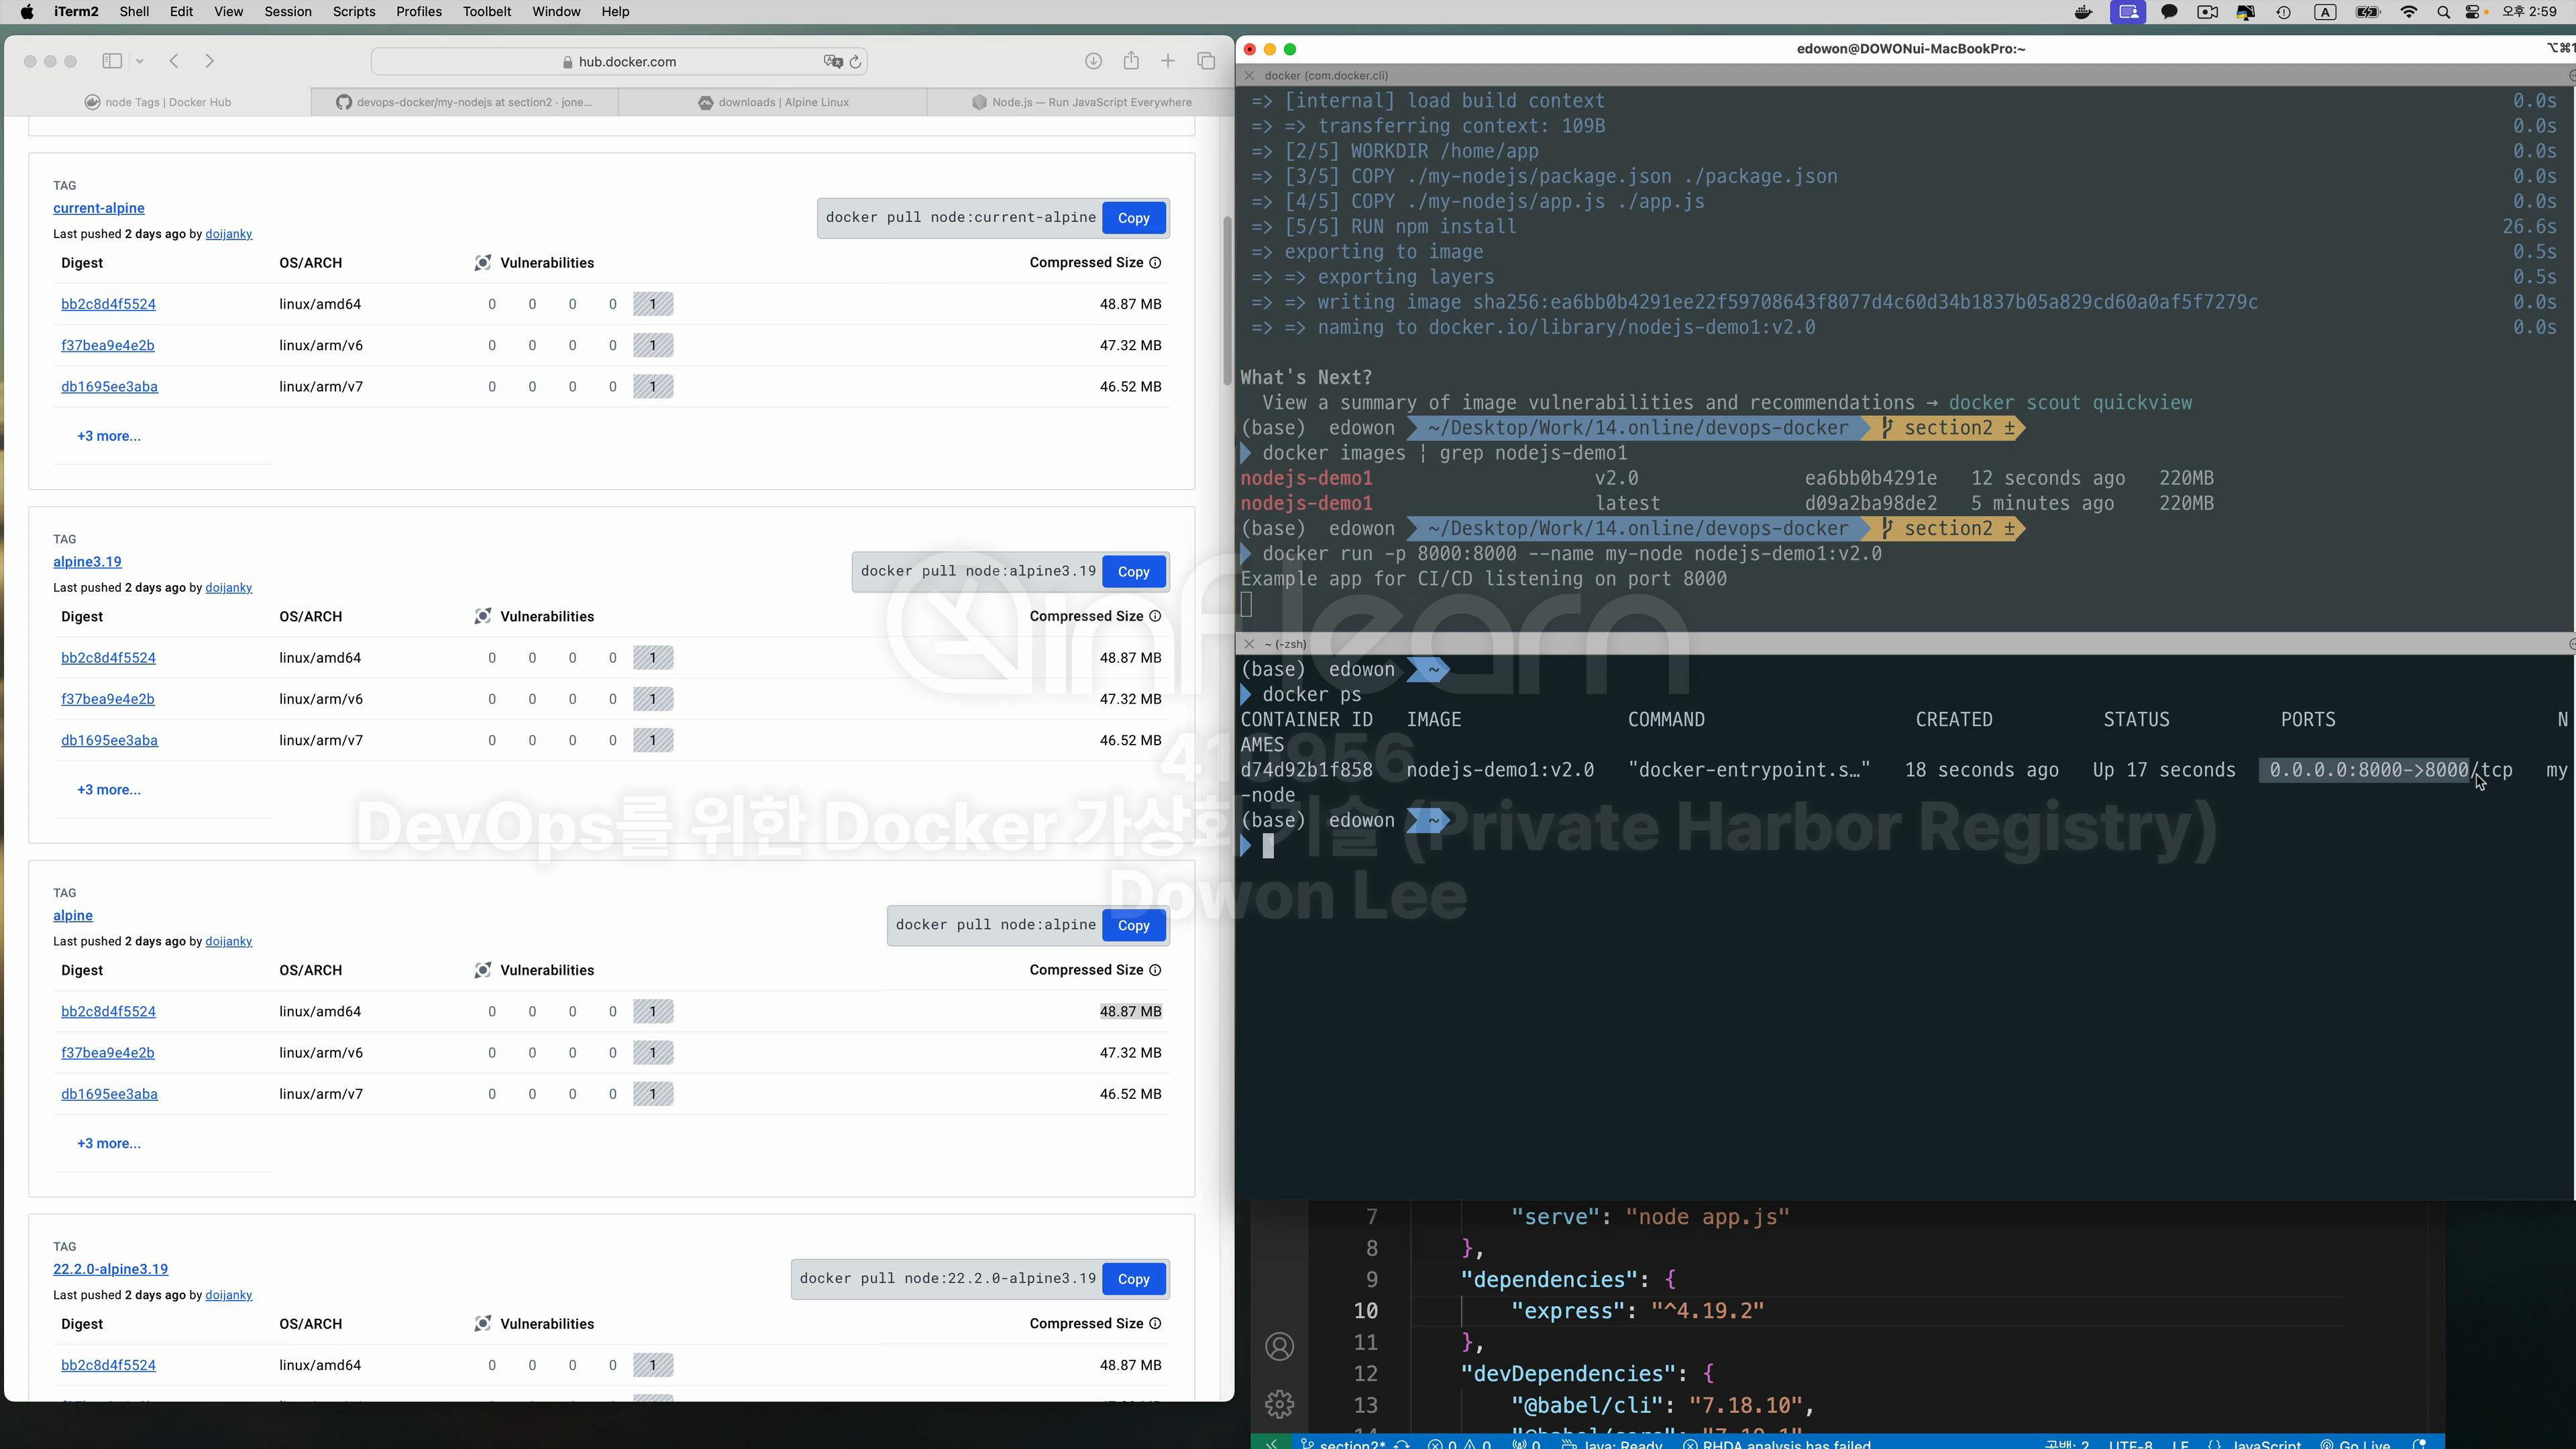 iTerm2 Shell Edit View Session Scripts Profiles Toolbelt Window Help
A 오후 2:59
hub.docker.com
node Tags | Docker Hub
devops-docker/my-nodejs at section2 · jone...
downloads | Alpine Linux
Node.js — Run JavaScript Everywhere
TAG
current-alpine
docker pull node:current-alpine Copy
Last pushed 2 days ago by doijanky
Digest OS/ARCH Vulnerabilities Compressed Size
bb2c8d4f5524 linux/amd64 0 0 0 0 1 48.87 MB
f37bea9e4e2b linux/arm/v6 0 0 0 0 1 47.32 MB
db1695ee3aba linux/arm/v7 0 0 0 0 1 46.52 MB
+3 more...
TAG
alpine3.19
docker pull node:alpine3.19 Copy
Last pushed 2 days ago by doijanky
Digest OS/ARCH Vulnerabilities Compressed Size
bb2c8d4f5524 linux/amd64 0 0 0 0 1 48.87 MB
f37bea9e4e2b linux/arm/v6 0 0 0 0 1 47.32 MB
db1695ee3aba linux/arm/v7 0 0 0 0 1 46.52 MB
+3 more...
TAG
alpine
docker pull node:alpine Copy
Last pushed 2 days ago by doijanky
Digest OS/ARCH Vulnerabilities Compressed Size
bb2c8d4f5524 linux/amd64 0 0 0 0 1 48.87 MB
f37bea9e4e2b linux/arm/v6 0 0 0 0 1 47.32 MB
db1695ee3aba linux/arm/v7 0 0 0 0 1 46.52 MB
+3 more...
TAG
22.2.0-alpine3.19
docker pull node:22.2.0-alpine3.19 Copy
Last pushed 2 days ago by doijanky
Digest OS/ARCH Vulnerabilities Compressed Size
bb2c8d4f5524 linux/amd64 0 0 0 0 1 48.87 MB
edowon@DOWONui-MacBookPro:~
docker (com.docker.cli)
=> [internal] load build context 0.0s
=> => transferring context: 109B 0.0s
=> [2/5] WORKDIR /home/app 0.0s
=> [3/5] COPY ./my-nodejs/package.json ./package.json 0.0s
=> [4/5] COPY ./my-nodejs/app.js ./app.js 0.0s
=> [5/5] RUN npm install 26.6s
=> exporting to image 0.5s
=> => exporting layers 0.5s
=> => writing image sha256:ea6bb0b4291ee22f59708643f8077d4c60d34b1837b05a829cd60a0af5f7279c 0.0s
=> => naming to docker.io/library/nodejs-demo1:v2.0 0.0s
What's Next?
View a summary of image vulnerabilities and recommendations → docker scout quickview
(base) edowon ~/Desktop/Work/14.online/devops-docker section2 ±
docker images ¦ grep nodejs-demo1
nodejs-demo1 v2.0 ea6bb0b4291e 12 seconds ago 220MB
nodejs-demo1 latest d09a2ba98de2 5 minutes ago 220MB
(base) edowon ~/Desktop/Work/14.online/devops-docker section2 ±
docker run -p 8000:8000 --name my-node nodejs-demo1:v2.0
Example app for CI/CD listening on port 8000
~ (-zsh)
(base) edowon ~
docker ps
CONTAINER ID IMAGE COMMAND CREATED STATUS PORTS N
AMES
d74d92b1f858 nodejs-demo1:v2.0 "docker-entrypoint.s…" 18 seconds ago Up 17 seconds 0.0.0.0:8000->8000/tcp my
-node
(base) edowon ~
inflearn
DevOps를 위한 Docker 가상화 기술 (Private Harbor Registry)
Dowon Lee
7 "serve": "node app.js"
8 },
9 "dependencies": {
10 "express": "^4.19.2"
11 },
12 "devDependencies": {
13 "@babel/cli": "7.18.10",
section2* 0 0 0 Java: Ready RHDA analysis has failed 공백: 2 UTF-8 LF {} JavaScript Go Live